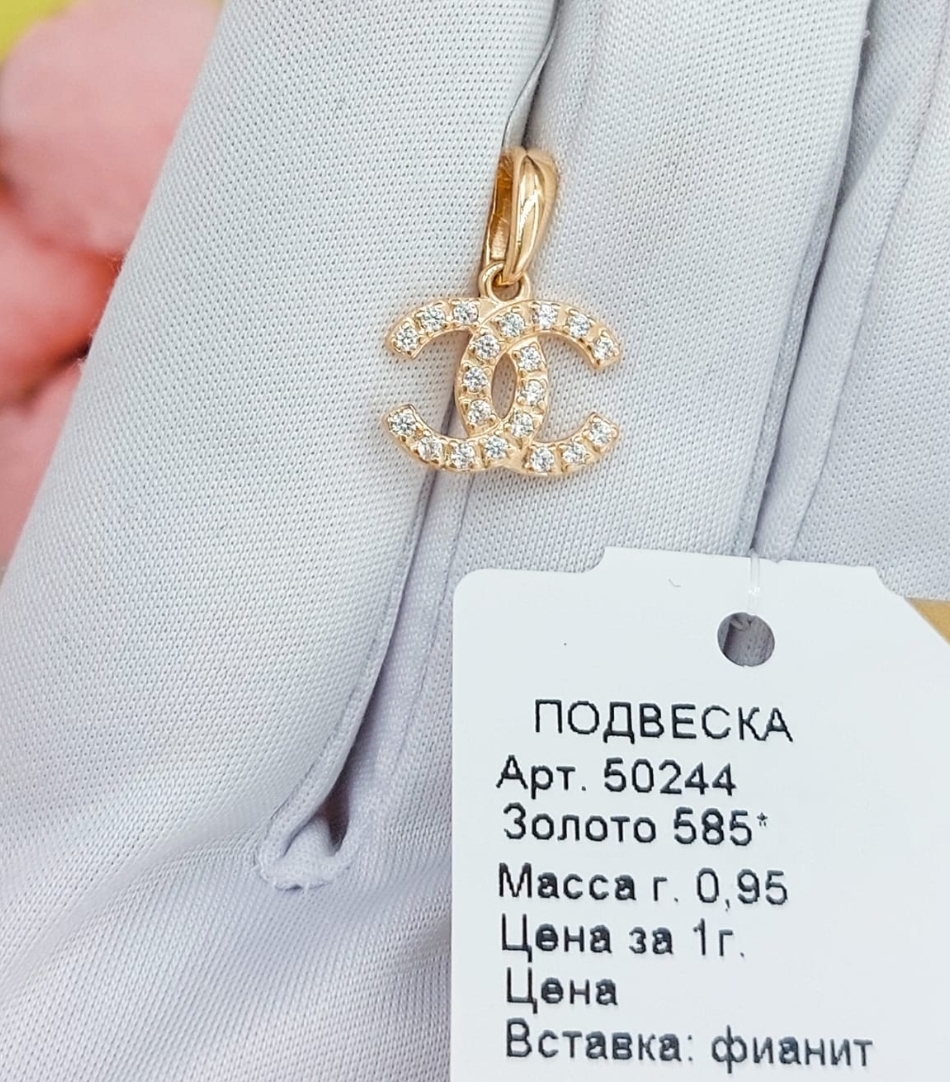 ПОДВЕСКА
Арт. 50244
Золото 585*
Масса г. 0,95
Цена за 1г.
Цена
Вставка: фианит